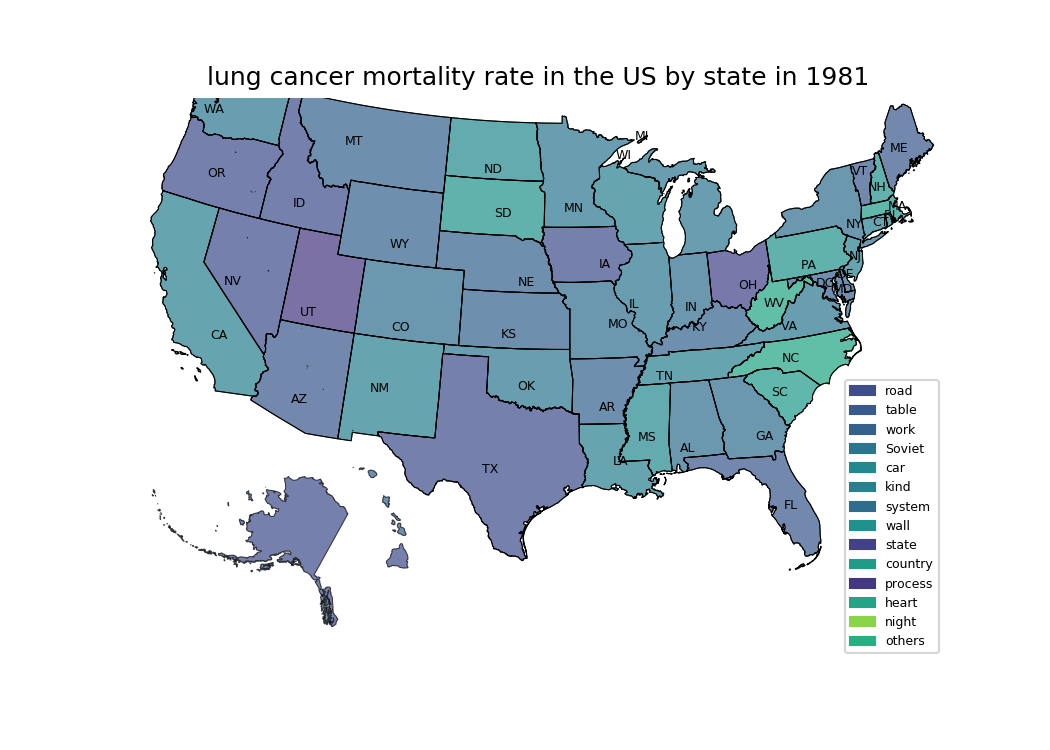 lung cancer mortality rate in the US by state in 1981
WA
MT
ND
MI
WI
ME
VT
NH
OR
ID
SD
MN
MA
RI
CT
NY
WY
IA
PA
NJ
NV
UT
NE
OH
DE
DC
MD
CO
IL
IN
WV
CA
KS
MO
KY
VA
NM
OK
TN
NC
AZ
AR
SC
TX
LA
MS
AL
GA
FL
road
table
work
Soviet
car
kind
system
wall
state
country
process
heart
night
others